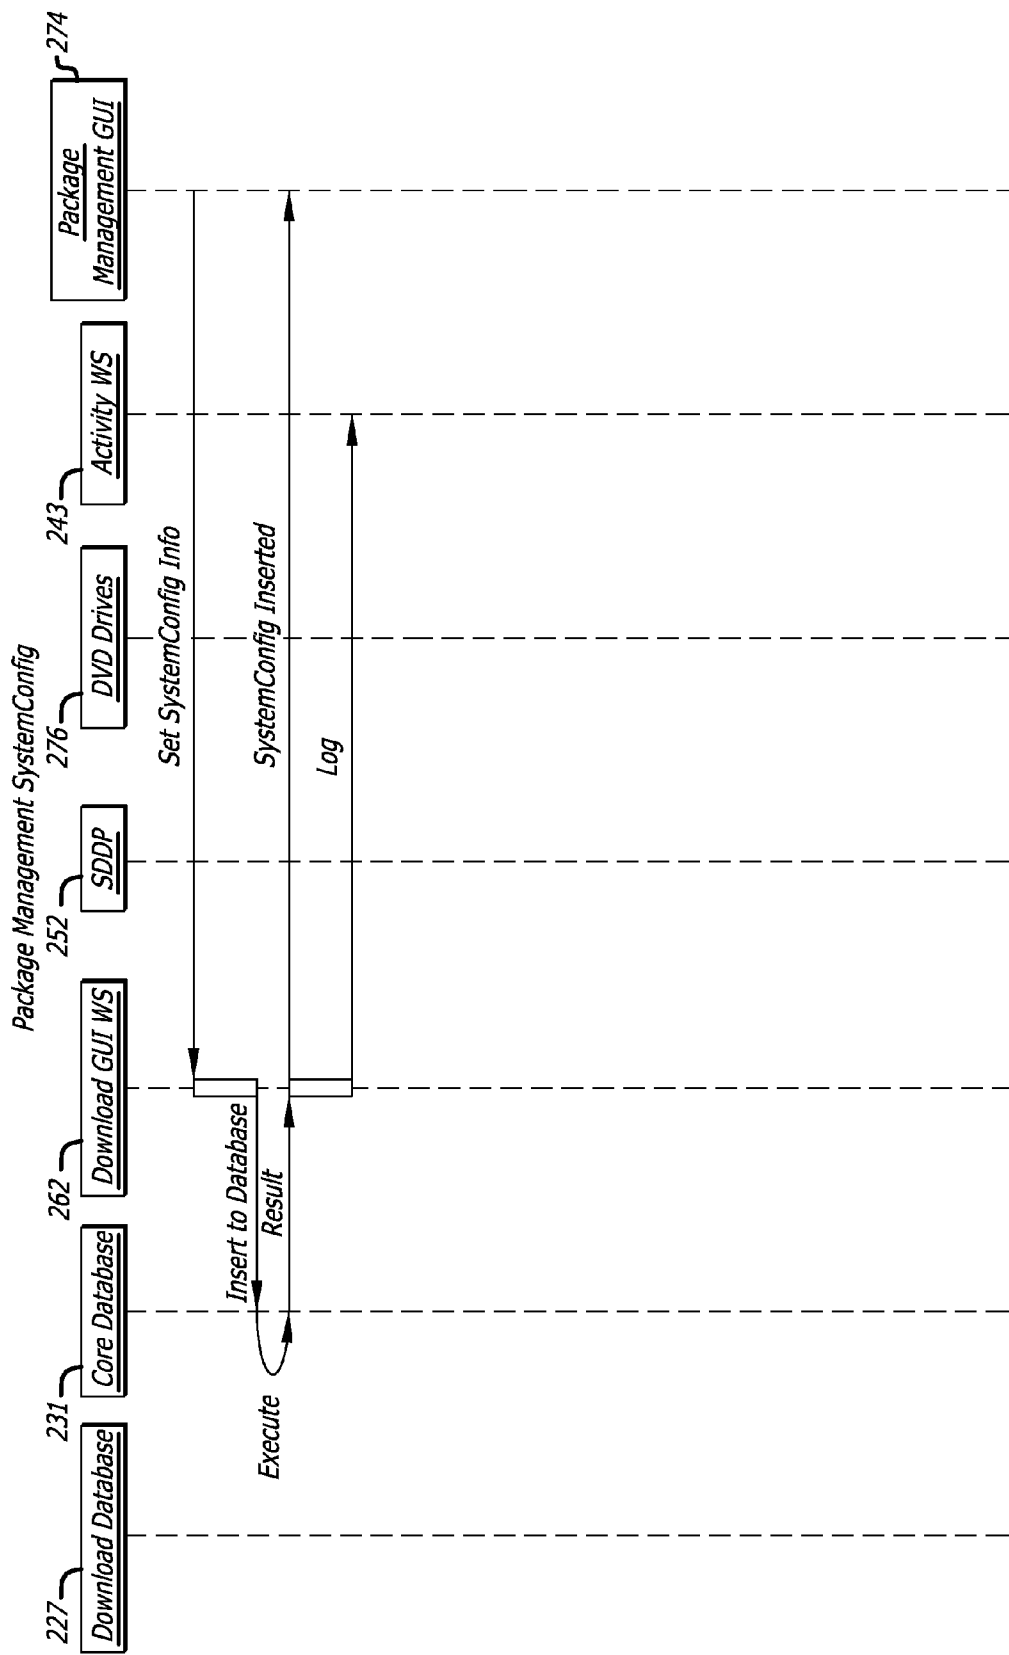 Package Management SystemConfig
227
Download Database
231
Core Database
262
Download GUI WS
252
SDDP
276
DVD Drives
243
Activity WS
274
Package
Management GUI
Set SystemConfig Info
Insert to Database
Execute
Result
SystemConfig Inserted
Log